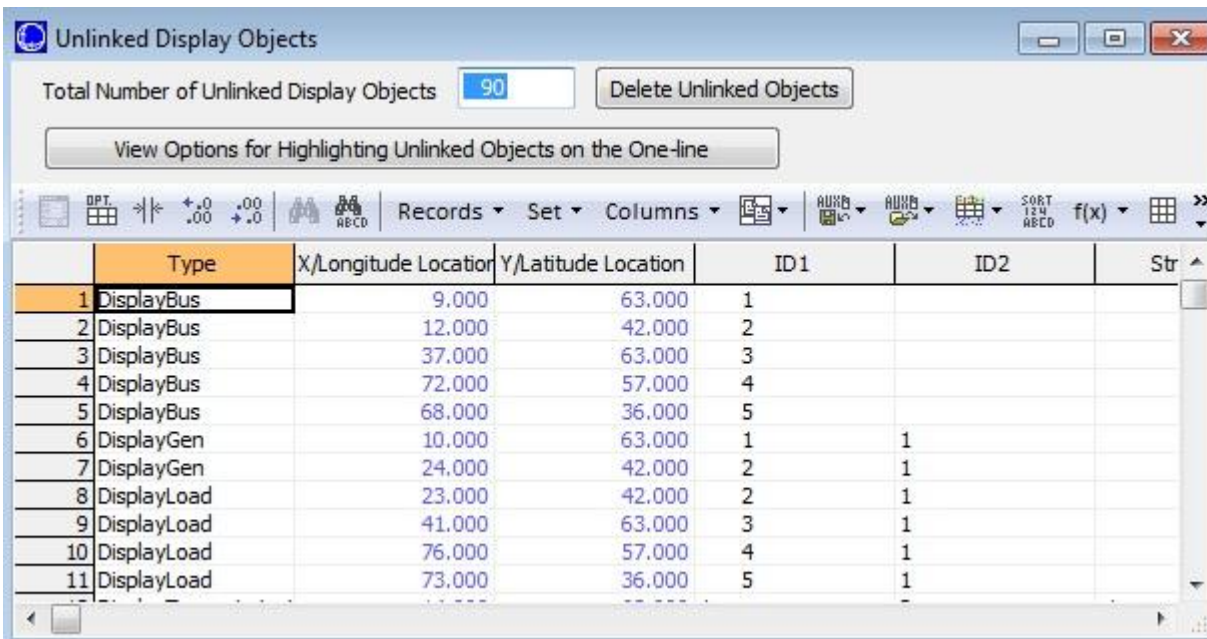 Unlinked Display Objects
Total Number of Unlinked Display Objects 90 Delete Unlinked Objects
View Options for Highlighting Unlinked Objects on the One-line
Records Set Columns SORT 124 ABCD f(x)
Type X/Longitude Location Y/Latitude Location ID1 ID2 Str
1 DisplayBus 9.000 63.000 1
2 DisplayBus 12.000 42.000 2
3 DisplayBus 37.000 63.000 3
4 DisplayBus 72.000 57.000 4
5 DisplayBus 68.000 36.000 5
6 DisplayGen 10.000 63.000 1 1
7 DisplayGen 24.000 42.000 2 1
8 DisplayLoad 23.000 42.000 2 1
9 DisplayLoad 41.000 63.000 3 1
10 DisplayLoad 76.000 57.000 4 1
11 DisplayLoad 73.000 36.000 5 1